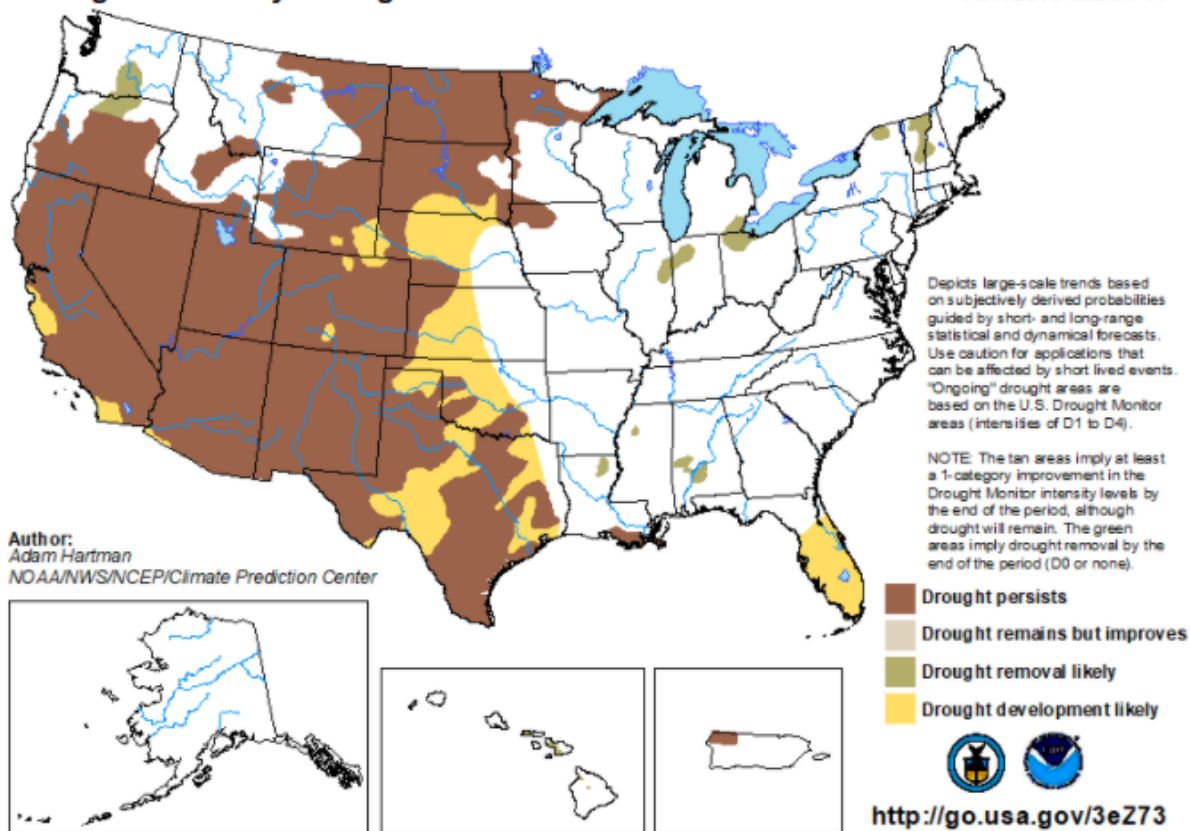 Depicts large-scale trends based
on subjectively derived probabilities
guided by short- and long-range
statistical and dynamical forecasts.
Use caution for applications that
can be affected by short lived events.
"Ongoing" drought areas are
based on the U.S. Drought Monitor
areas (intensities of D1 to D4).
NOTE: The tan areas imply at least
a 1-category improvement in the
Drought Monitor intensity levels by
the end of the period, although
drought will remain. The green
areas imply drought removal by the
end of the period (D0 or none).
Author:
Adam Hartman
NOAA/NWS/NCEP/Climate Prediction Center
Drought persists
Drought remains but improves
Drought removal likely
Drought development likely
http://go.usa.gov/3eZ73